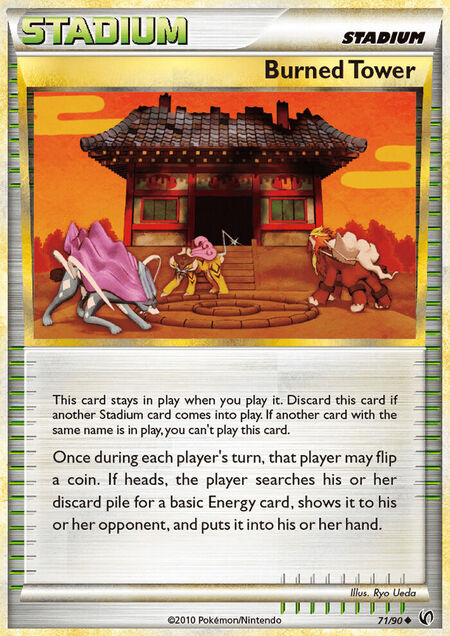 STADIUM
STADIUM
Burned Tower
This card stays in play when you play it. Discard this card if
another Stadium card comes into play. If another card with the
same name is in play, you can't play this card.
Once during each player's turn, that player may flip
a coin. If heads, the player searches his or her
discard pile for a basic Energy card, shows it to his
or her opponent, and puts it into his or her hand.
Illus. Ryo Ueda
©2010 Pokémon/Nintendo
71/90